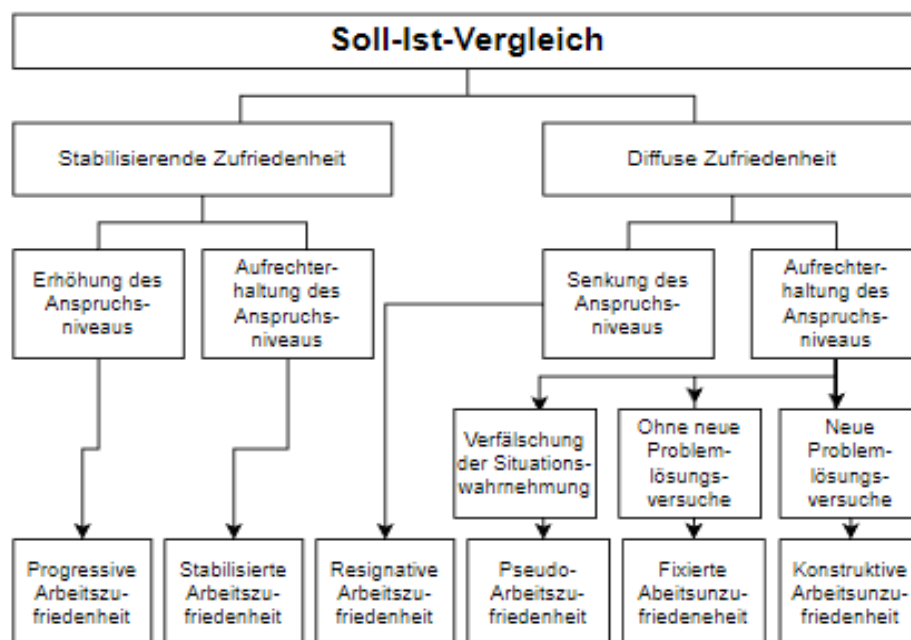 Soll-Ist-Vergleich
Stabilisierende Zufriedenheit
Diffuse Zufriedenheit
Erhöhung des
Anspruchs-
niveaus
Aufrechter-
haltung des
Anspruchs-
niveaus
Senkung des
Anspruchs-
niveaus
Aufrechter-
haltung des
Anspruchs-
niveaus
Verfälschung
der Situations-
wahrnehmung
Ohne neue
Problem-
lösungs-
versuche
Neue
Problem-
lösungs-
versuche
Progressive
Arbeitszu-
friedenheit
Stabilisierte
Arbeitszu-
friedenheit
Resignative
Arbeitszu-
friedenheit
Pseudo-
Arbeitszu-
friedenheit
Fixierte
Abeitsun-
zufriedeneheit
Konstruktive
Arbeitsunzu-
friedenheit